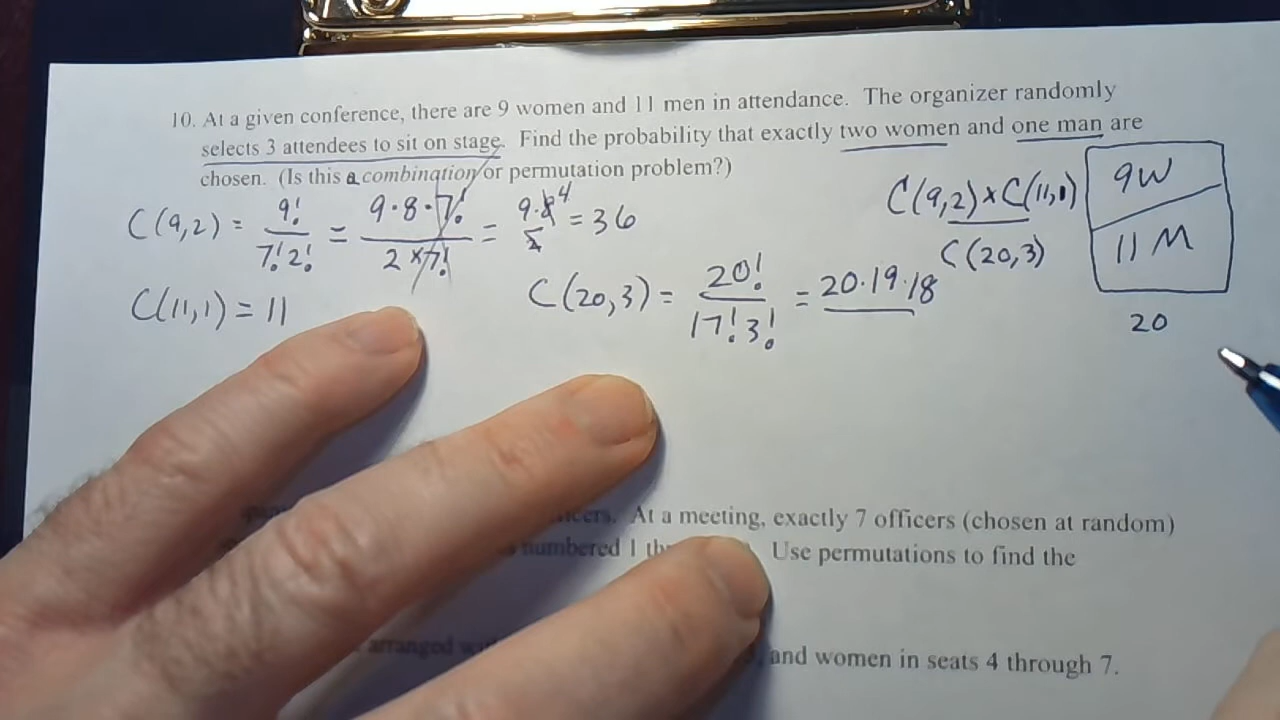 10. At a given conference, there are 9 women and 11 men in attendance. The organizer randomly
selects 3 attendees to sit on stage. Find the probability that exactly two women and one man are
chosen. (Is this a combination or permutation problem?)
C(9,2) = 9! / 7!2! = 9·8·7! / 2×7! = 9·8 4 / 2 = 36
C(9,2)×C(11,1) / C(20,3)
9W
11 M
20
C(11,1) = 11
C(20,3) = 20! / 17!3! = 20·19·18
At a meeting, exactly 7 officers (chosen at random)
numbered 1 Use permutations to find the
arranged
and women in seats 4 through 7.